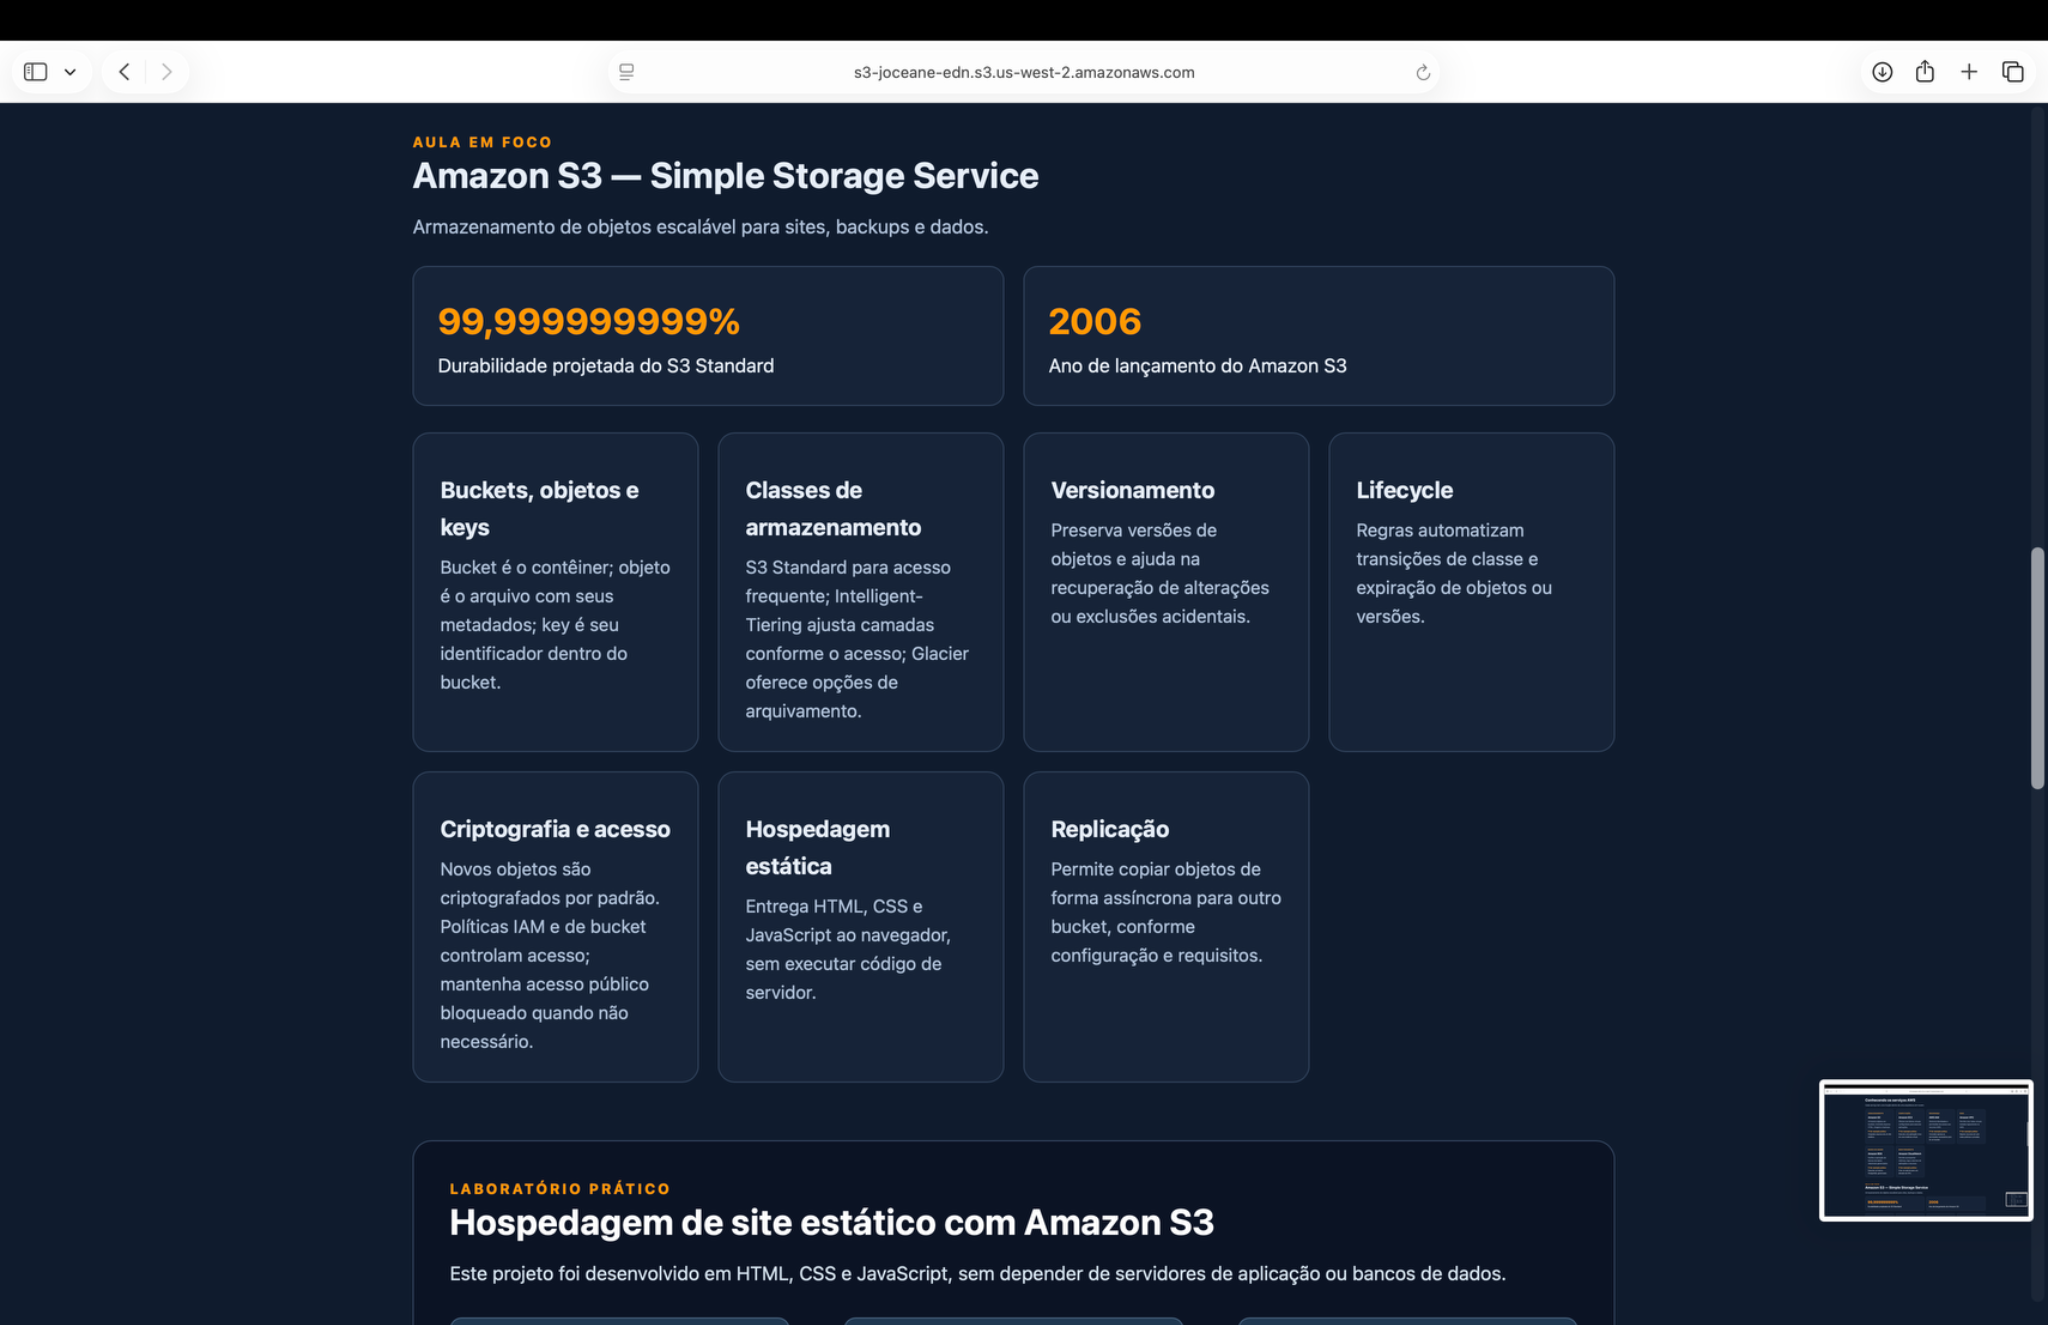 s3-joceane-edn.s3.us-west-2.amazonaws.com
AULA EM FOCO
Amazon S3 — Simple Storage Service
Armazenamento de objetos escalável para sites, backups e dados.
99,999999999%
Durabilidade projetada do S3 Standard
2006
Ano de lançamento do Amazon S3
Buckets, objetos e
keys
Bucket é o contêiner; objeto
é o arquivo com seus
metadados; key é seu
identificador dentro do
bucket.
Classes de
armazenamento
S3 Standard para acesso
frequente; Intelligent-
Tiering ajusta camadas
conforme o acesso; Glacier
oferece opções de
arquivamento.
Versionamento
Preserva versões de
objetos e ajuda na
recuperação de alterações
ou exclusões acidentais.
Lifecycle
Regras automatizam
transições de classe e
expiração de objetos ou
versões.
Criptografia e acesso
Novos objetos são
criptografados por padrão.
Políticas IAM e de bucket
controlam acesso;
mantenha acesso público
bloqueado quando não
necessário.
Hospedagem
estática
Entrega HTML, CSS e
JavaScript ao navegador,
sem executar código de
servidor.
Replicação
Permite copiar objetos de
forma assíncrona para outro
bucket, conforme
configuração e requisitos.
LABORATÓRIO PRÁTICO
Hospedagem de site estático com Amazon S3
Este projeto foi desenvolvido em HTML, CSS e JavaScript, sem depender de servidores de aplicação ou bancos de dados.